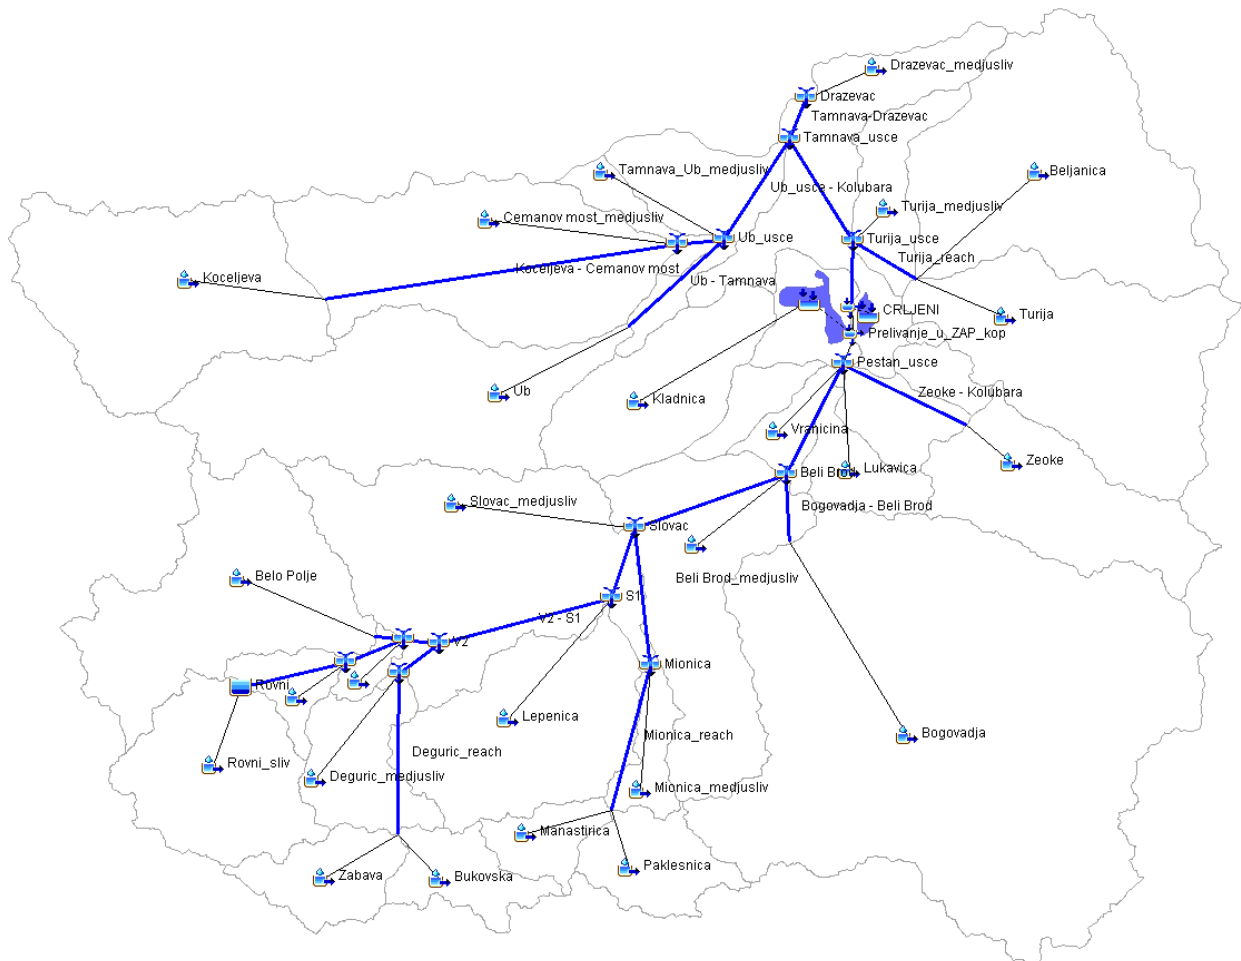 Drazevac_medjusliv
Drazevac
Tamnava-Drazevac
Tamnava_usce
Tamnava_Ub_medjusliv
Beljanica
Ub_usce - Kolubara
Turija_medjusliv
Cemanov most_medjusliv
Ub_usce
Turija_usce
Turija_reach
Koceljeva
Koceljeva - Cemanov most
Ub - Tamnava
CRLJENI
Turija
Prelivanje_u_ZAP_kop
Pestan_usce
Ub
Kladnica
Zeoke - Kolubara
Vranicina
Zeoke
Lukavica
Beli Brod
Slovac_medjusliv
Bogovadja - Beli Brod
Slovac
Belo Polje
Beli Brod_medjusliv
S1
V2 - S1
V2
Mionica
Rovni
Lepenica
Bogovadja
Mionica_reach
Deguric_reach
Rovni_sliv
Deguric_medjusliv
Mionica_medjusliv
Manastirica
Paklesnica
Zabava
Bukovska